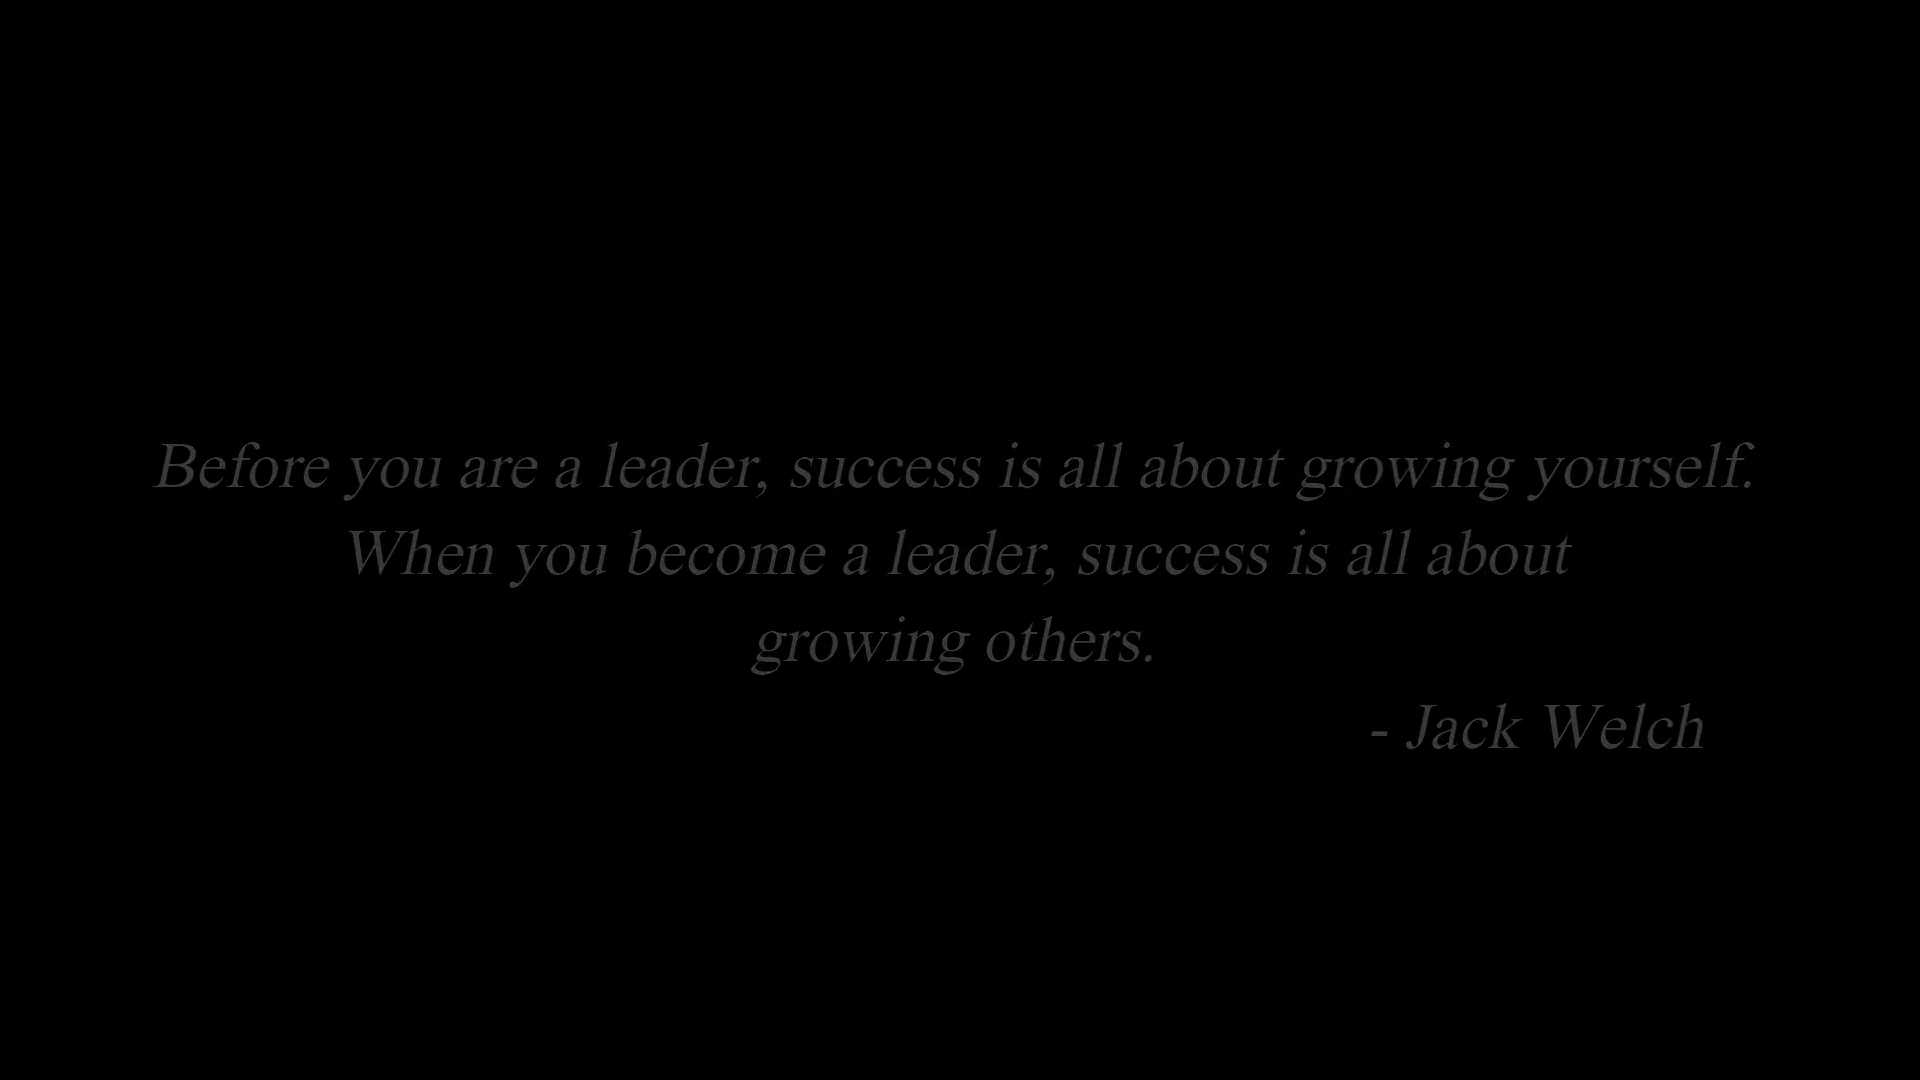 Before you are a leader, success is all about growing yourself.
When you become a leader, success is all about
growing others.
- Jack Welch